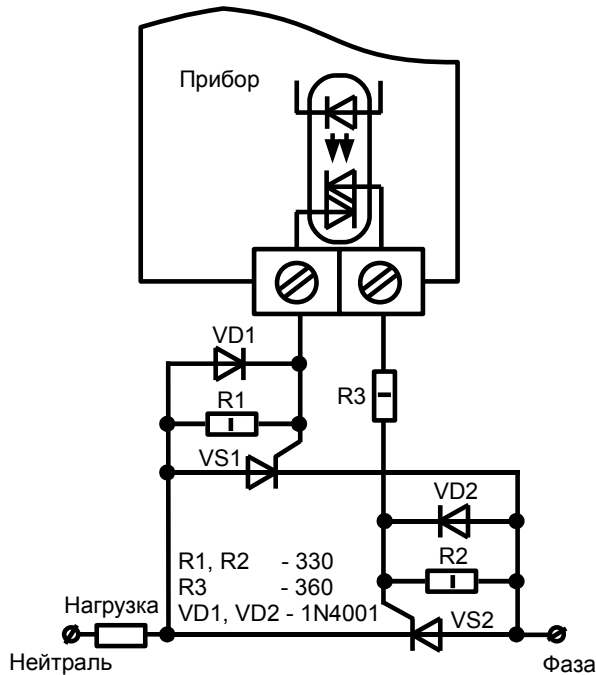 Прибор
VD1
R1
R3
VS1
VD2
R2
R1, R2 - 330
R3 - 360
VD1, VD2 - 1N4001
VS2
Нагрузка
Нейтраль
Фаза